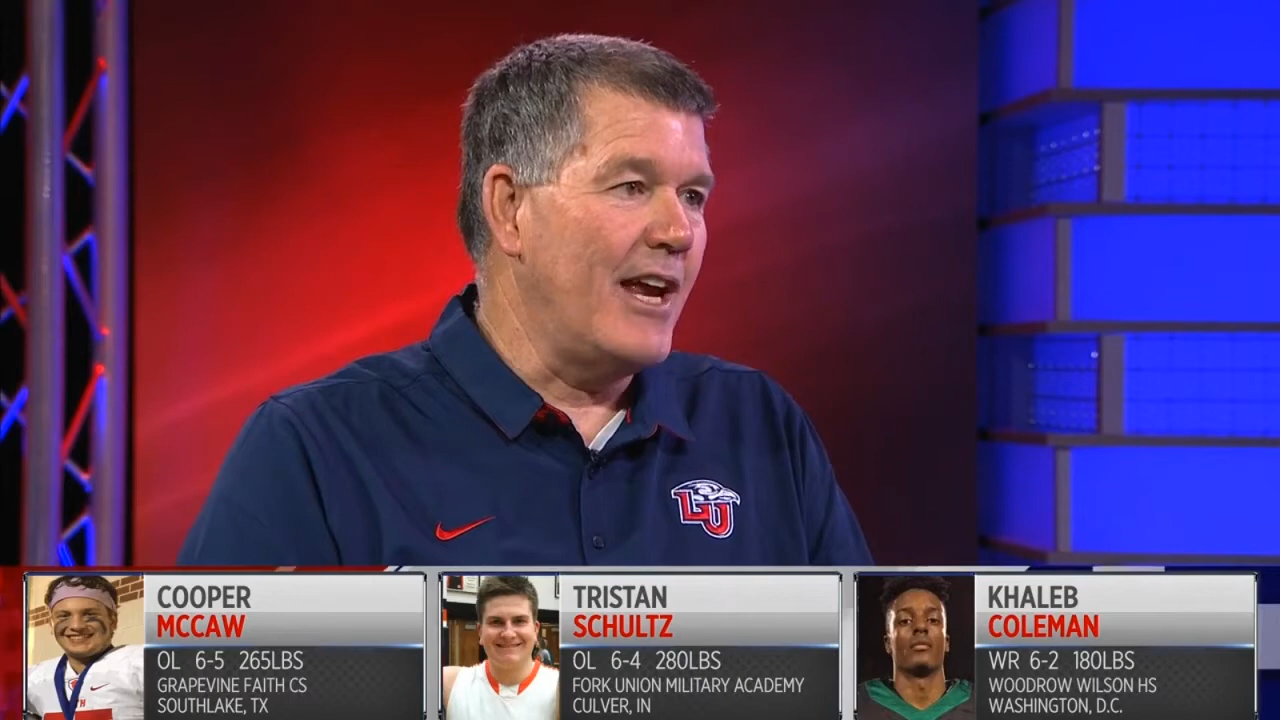 LU
COOPER
MCCAW
OL 6-5 265LBS
GRAPEVINE FAITH CS
SOUTHLAKE, TX
TRISTAN
SCHULTZ
OL 6-4 280LBS
FORK UNION MILITARY ACADEMY
CULVER, IN
KHALEB
COLEMAN
WR 6-2 180LBS
WOODROW WILSON HS
WASHINGTON, D.C.